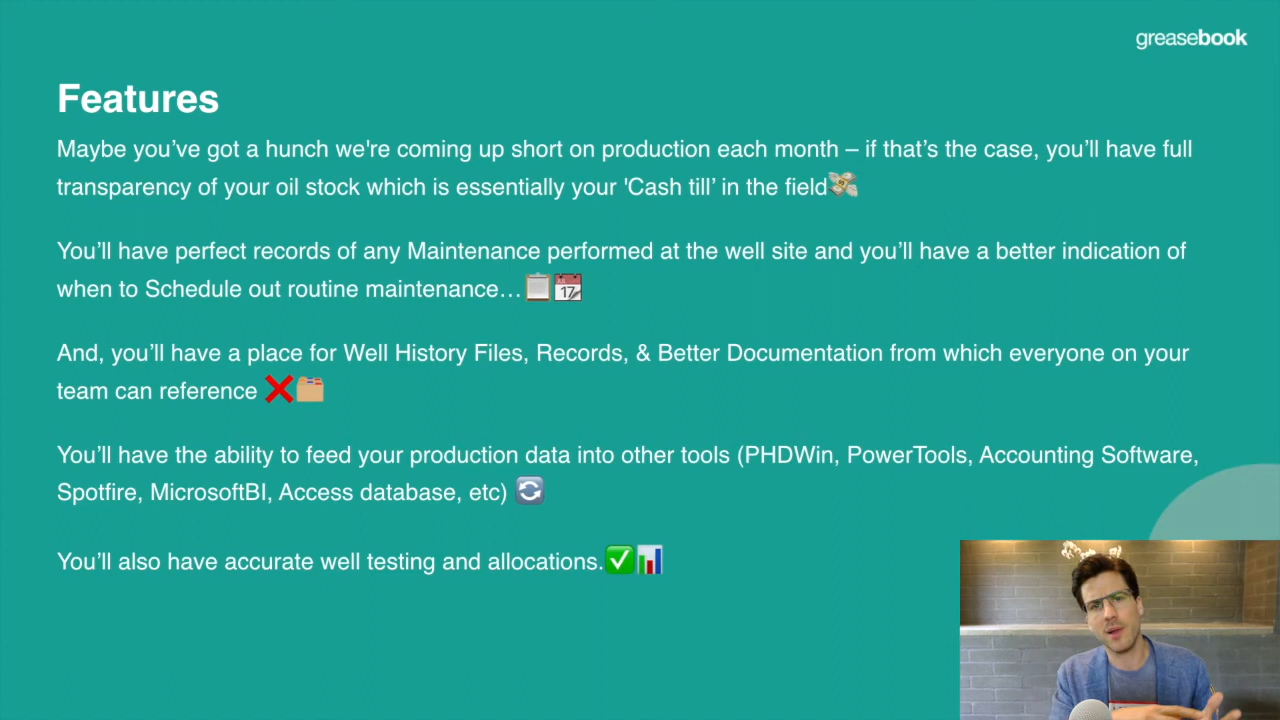 greasebook
Features
Maybe you’ve got a hunch we're coming up short on production each month – if that’s the case, you’ll have full
transparency of your oil stock which is essentially your 'Cash till’ in the field
You’ll have perfect records of any Maintenance performed at the well site and you’ll have a better indication of
when to Schedule out routine maintenance…
17
And, you’ll have a place for Well History Files, Records, & Better Documentation from which everyone on your
team can reference
You’ll have the ability to feed your production data into other tools (PHDWin, PowerTools, Accounting Software,
Spotfire, MicrosoftBI, Access database, etc)
You’ll also have accurate well testing and allocations.